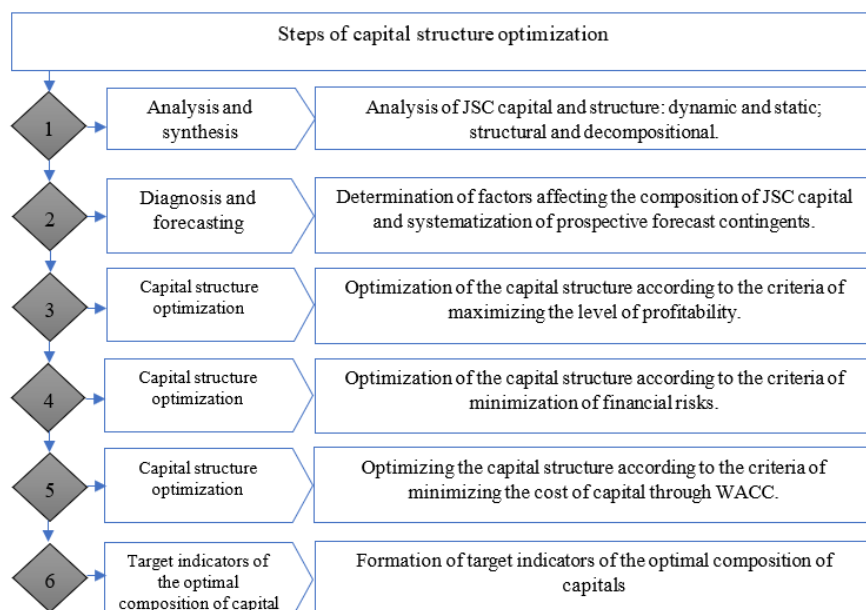 Steps of capital structure optimization
1
Analysis and
synthesis
Analysis of JSC capital and structure: dynamic and static;
structural and decompositional.
2
Diagnosis and
forecasting
Determination of factors affecting the composition of JSC capital
and systematization of prospective forecast contingents.
3
Capital structure
optimization
Optimization of the capital structure according to the criteria of
maximizing the level of profitability.
4
Capital structure
optimization
Optimization of the capital structure according to the criteria of
minimization of financial risks.
5
Capital structure
optimization
Optimizing the capital structure according to the criteria of
minimizing the cost of capital through WACC.
6
Target indicators of
the optimal
composition of capital
Formation of target indicators of the optimal composition of
capitals